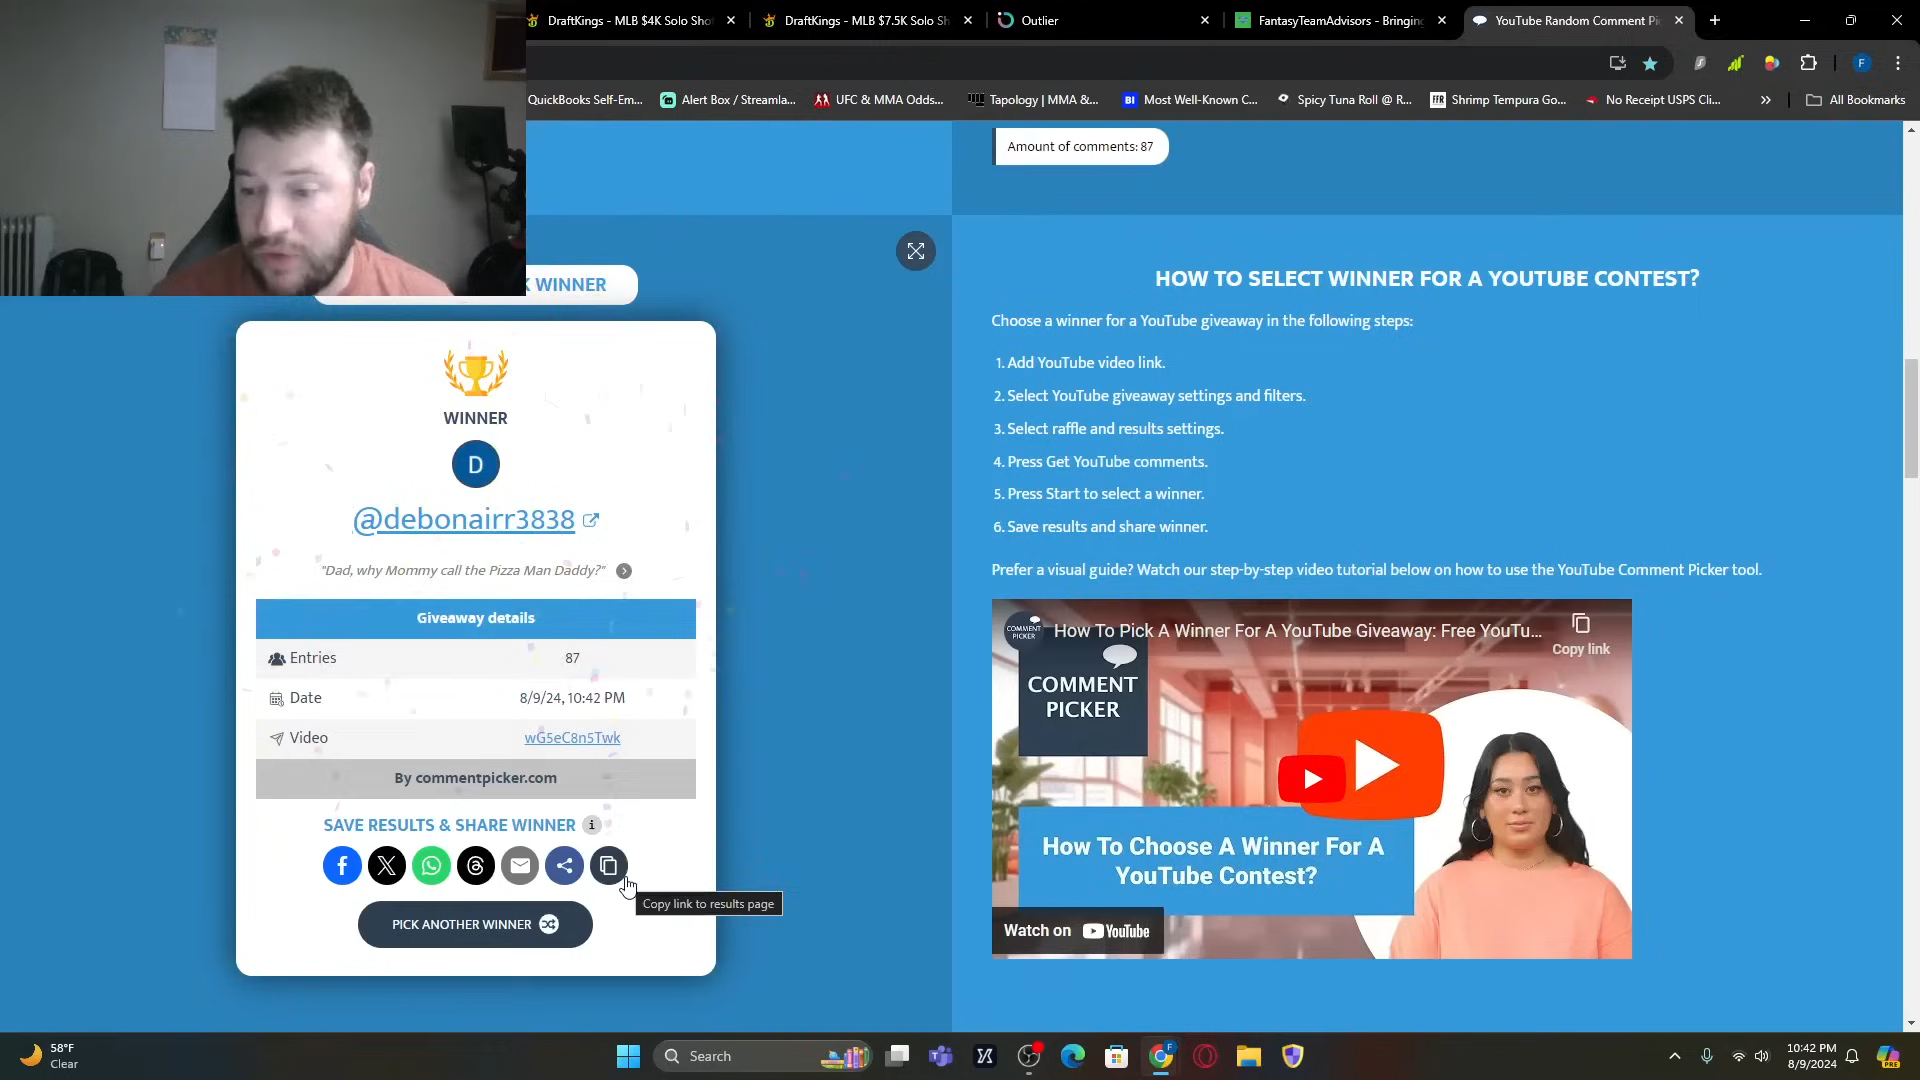 DraftKings - MLB $4K Solo Sho
DraftKings - MLB $7.5K Solo Sh
Outlier
FantasyTeamAdvisors - Bringing
YouTube Random Comment Pi
F
QuickBooks Self-Em...
Alert Box / Streamla...
UFC & MMA Odds...
Tapology | MMA &...
BI Most Well-Known C...
Spicy Tuna Roll @ R...
FFR Shrimp Tempura Go...
No Receipt USPS Cli...
All Bookmarks
Amount of comments: 87
WINNER
WINNER
D
@debonairr3838
"Dad, why Mommy call the Pizza Man Daddy?"
Giveaway details
Entries 87
Date 8/9/24, 10:42 PM
Video wG5eC8n5Twk
By commentpicker.com
SAVE RESULTS & SHARE WINNER i
Copy link to results page
PICK ANOTHER WINNER
HOW TO SELECT WINNER FOR A YOUTUBE CONTEST?
Choose a winner for a YouTube giveaway in the following steps:
1. Add YouTube video link.
2. Select YouTube giveaway settings and filters.
3. Select raffle and results settings.
4. Press Get YouTube comments.
5. Press Start to select a winner.
6. Save results and share winner.
Prefer a visual guide? Watch our step-by-step video tutorial below on how to use the YouTube Comment Picker tool.
COMMENT
PICKER
How To Pick A Winner For A YouTube Giveaway: Free YouTu...
Copy link
COMMENT
PICKER
How To Choose A Winner For A
YouTube Contest?
Watch on YouTube
58°F
Clear
Search
F
10:42 PM
8/9/2024
PRE